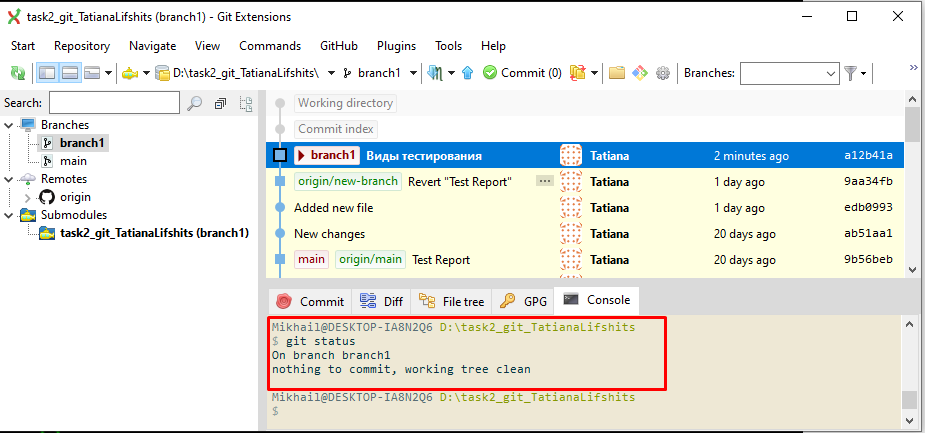 task2_git_TatianaLifshits (branch1) - Git Extensions
Start Repository Navigate View Commands GitHub Plugins Tools Help
D:\task2_git_TatianaLifshits\ branch1 Commit (0) Branches: »
Search:
Branches
branch1
main
Remotes
origin
Submodules
task2_git_TatianaLifshits (branch1)
Working directory
Commit index
branch1 Виды тестирования Tatiana 2 minutes ago a12b41a
origin/new-branch Revert "Test Report" ... Tatiana 1 day ago 9aa34fb
Added new file Tatiana 1 day ago edb0993
New changes Tatiana 20 days ago ab51aa1
main origin/main Test Report Tatiana 20 days ago 9b56beb
Commit Diff File tree GPG Console
Mikhail@DESKTOP-IA8N2Q6 D:\task2_git_TatianaLifshits
$ git status
On branch branch1
nothing to commit, working tree clean
Mikhail@DESKTOP-IA8N2Q6 D:\task2_git_TatianaLifshits
$